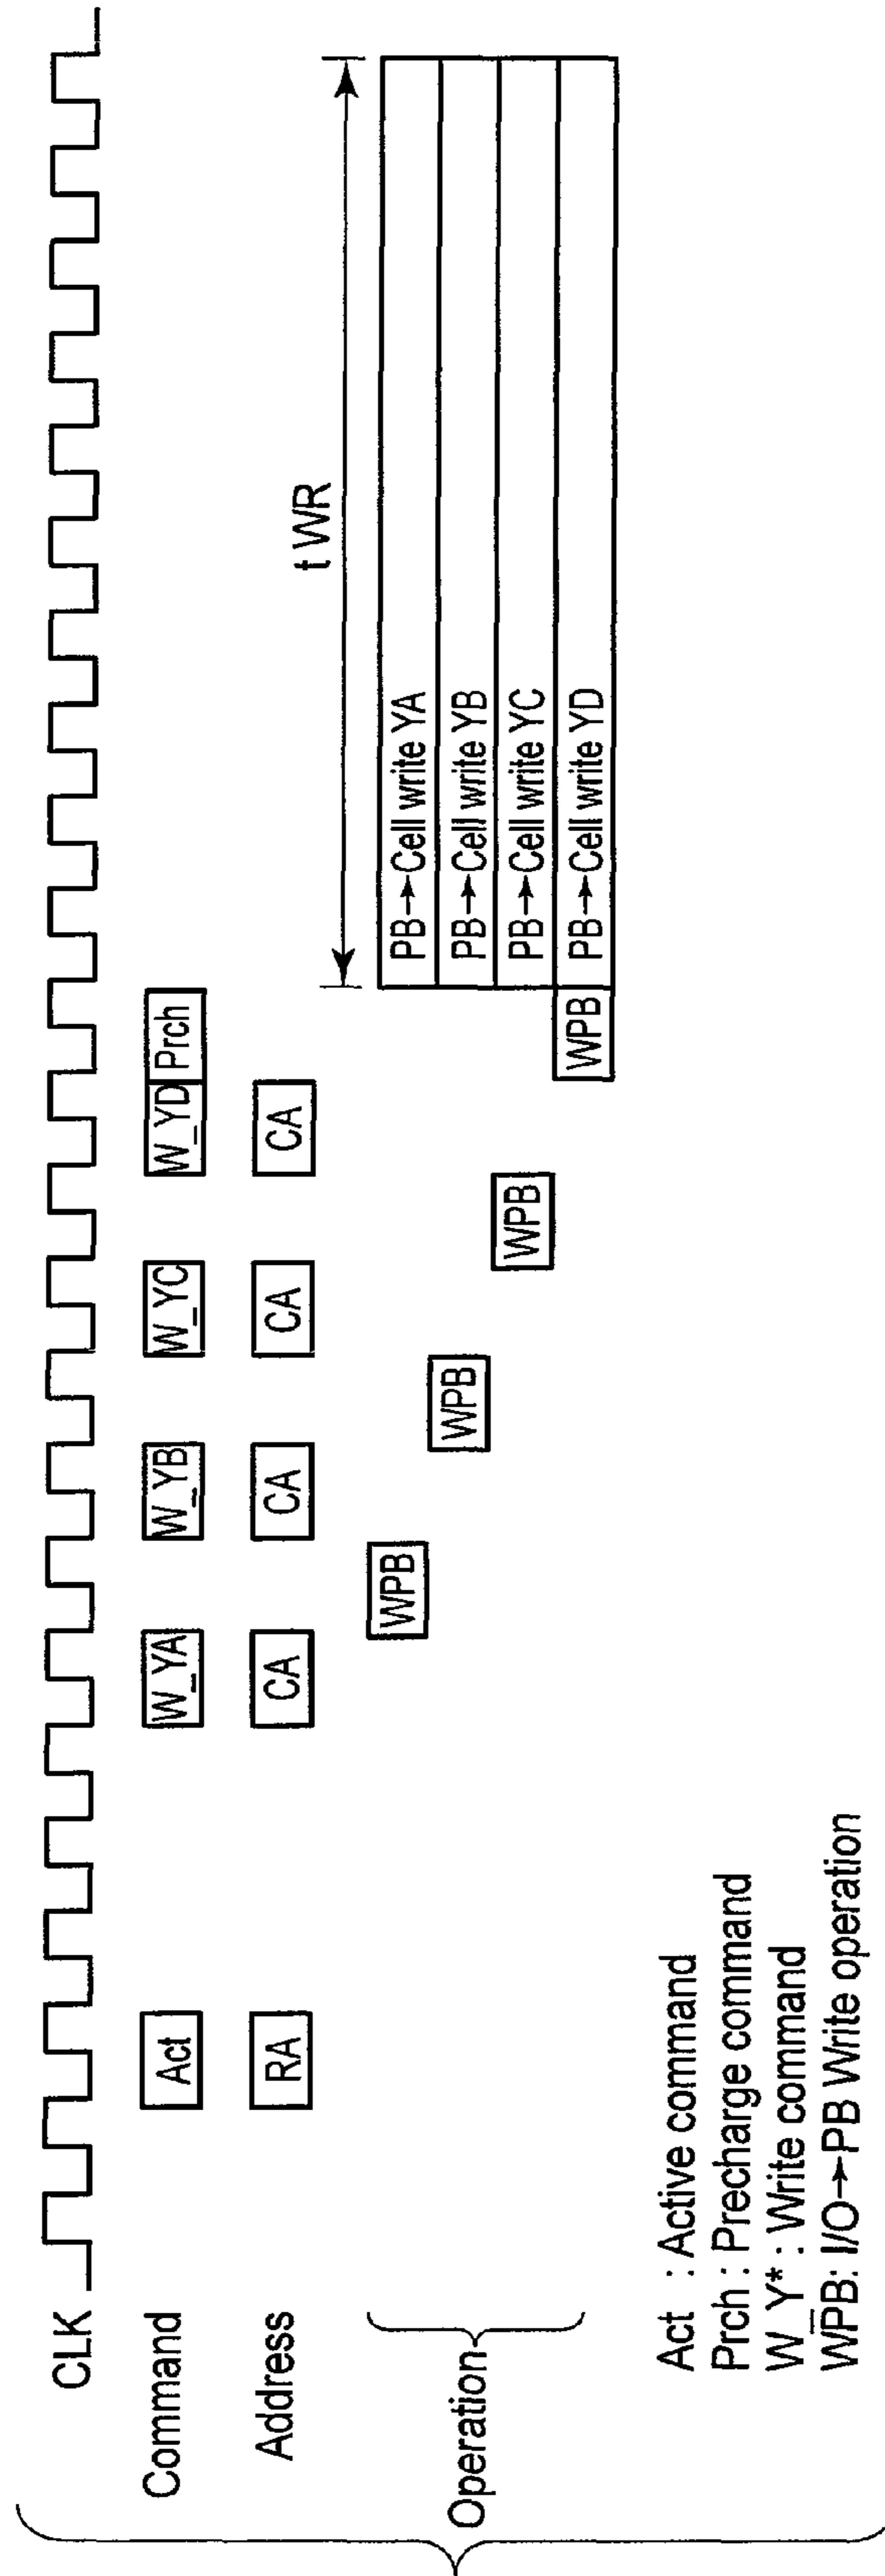 CLK
Command Act W_YA W_YB W_YC W_YD Prch
Address RA CA CA CA CA
t WR
Operation
WPB PB→Cell write YA
WPB PB→Cell write YB
WPB PB→Cell write YC
WPB PB→Cell write YD
Act : Active command
Prch : Precharge command
W_Y* : Write command
WPB: I/O→PB Write operation